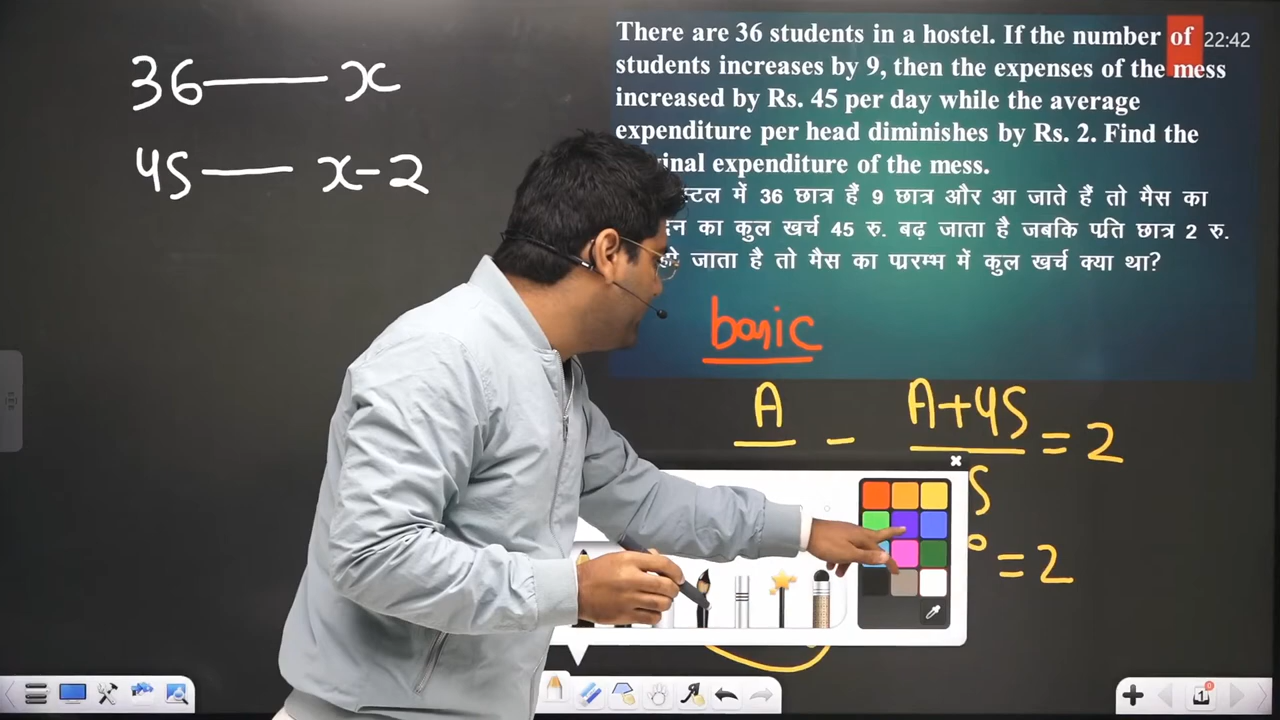 There are 36 students in a hostel. If the number of
students increases by 9, then the expenses of the mess
increased by Rs. 45 per day while the average
expenditure per head diminishes by Rs. 2. Find the
expenditure of the mess.
में 36 छात्र हैं 9 छात्र और आ जाते हैं तो मैस का
का कुल खर्च 45 रु. बढ़ जाता है जबकि प्रति छात्र 2 रु.
हो जाता है तो मैस का प्रारम्भ में कुल खर्च क्या था?
22:42
36 — x
45 — x-2
basic
A - A+45 = 2
= 2